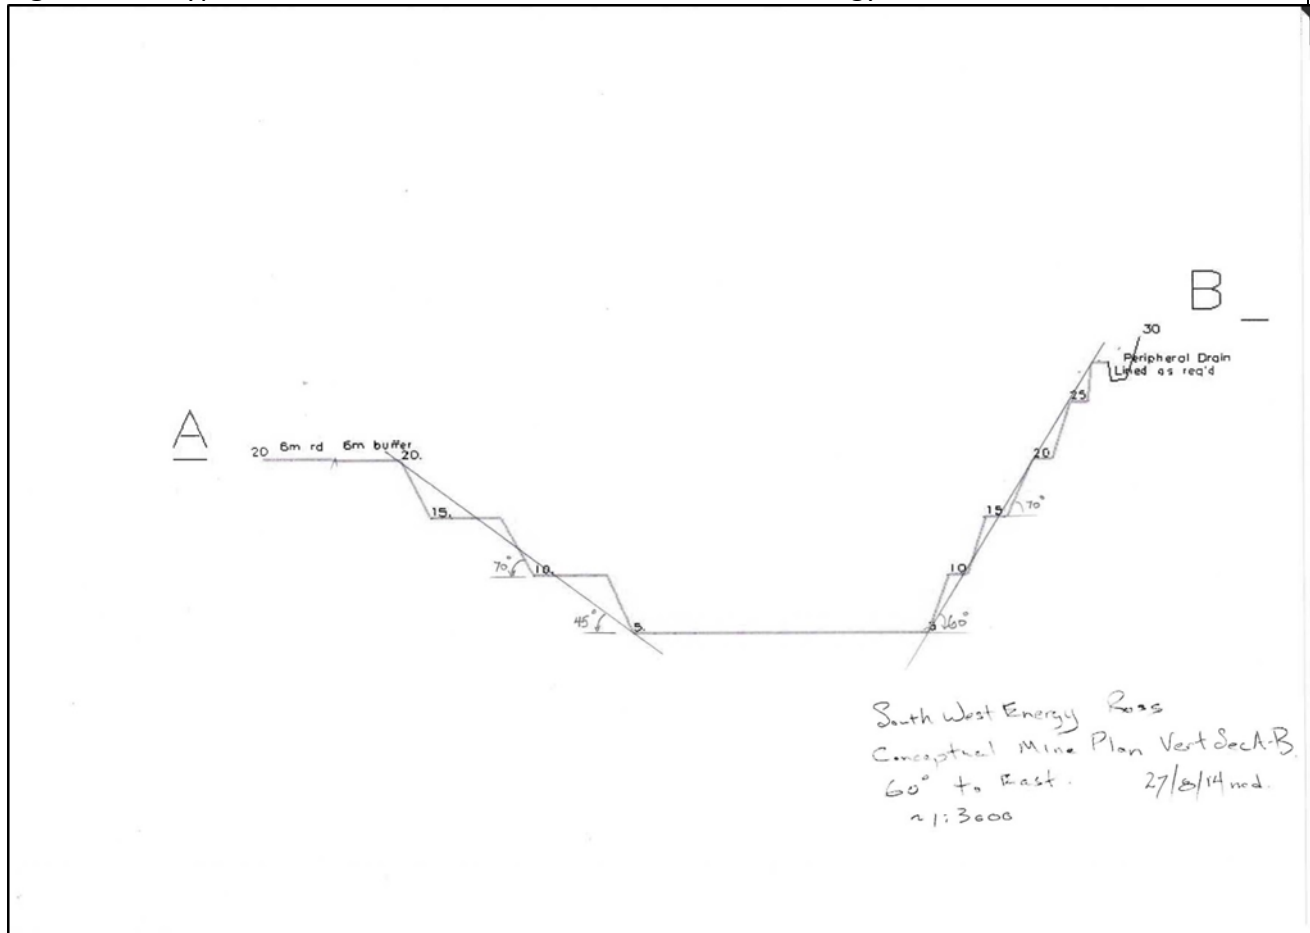 B
30
Peripheral Drain
Lined as req'd
25
A
20 6m rd 6m buffer 20.
20
15.
15 70°
70° 10.
10
45° 5.
60°
South West Energy Ross
Conceptual Mine Plan Vert Sec A-B.
60° to East. 27/8/14 ncd.
~1:3000